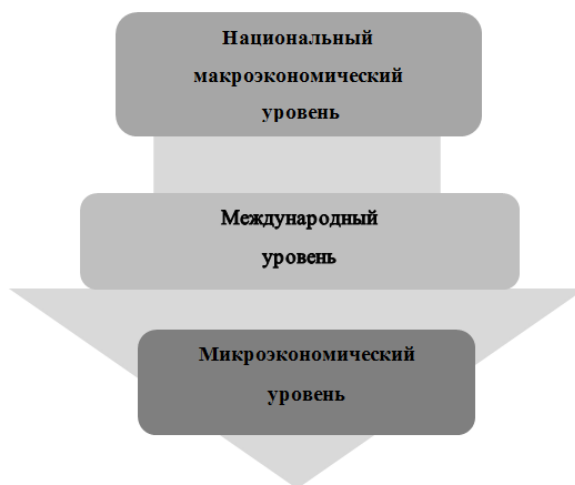 Национальный
макроэкономический
уровень
Международный
уровень
Микроэкономический
уровень